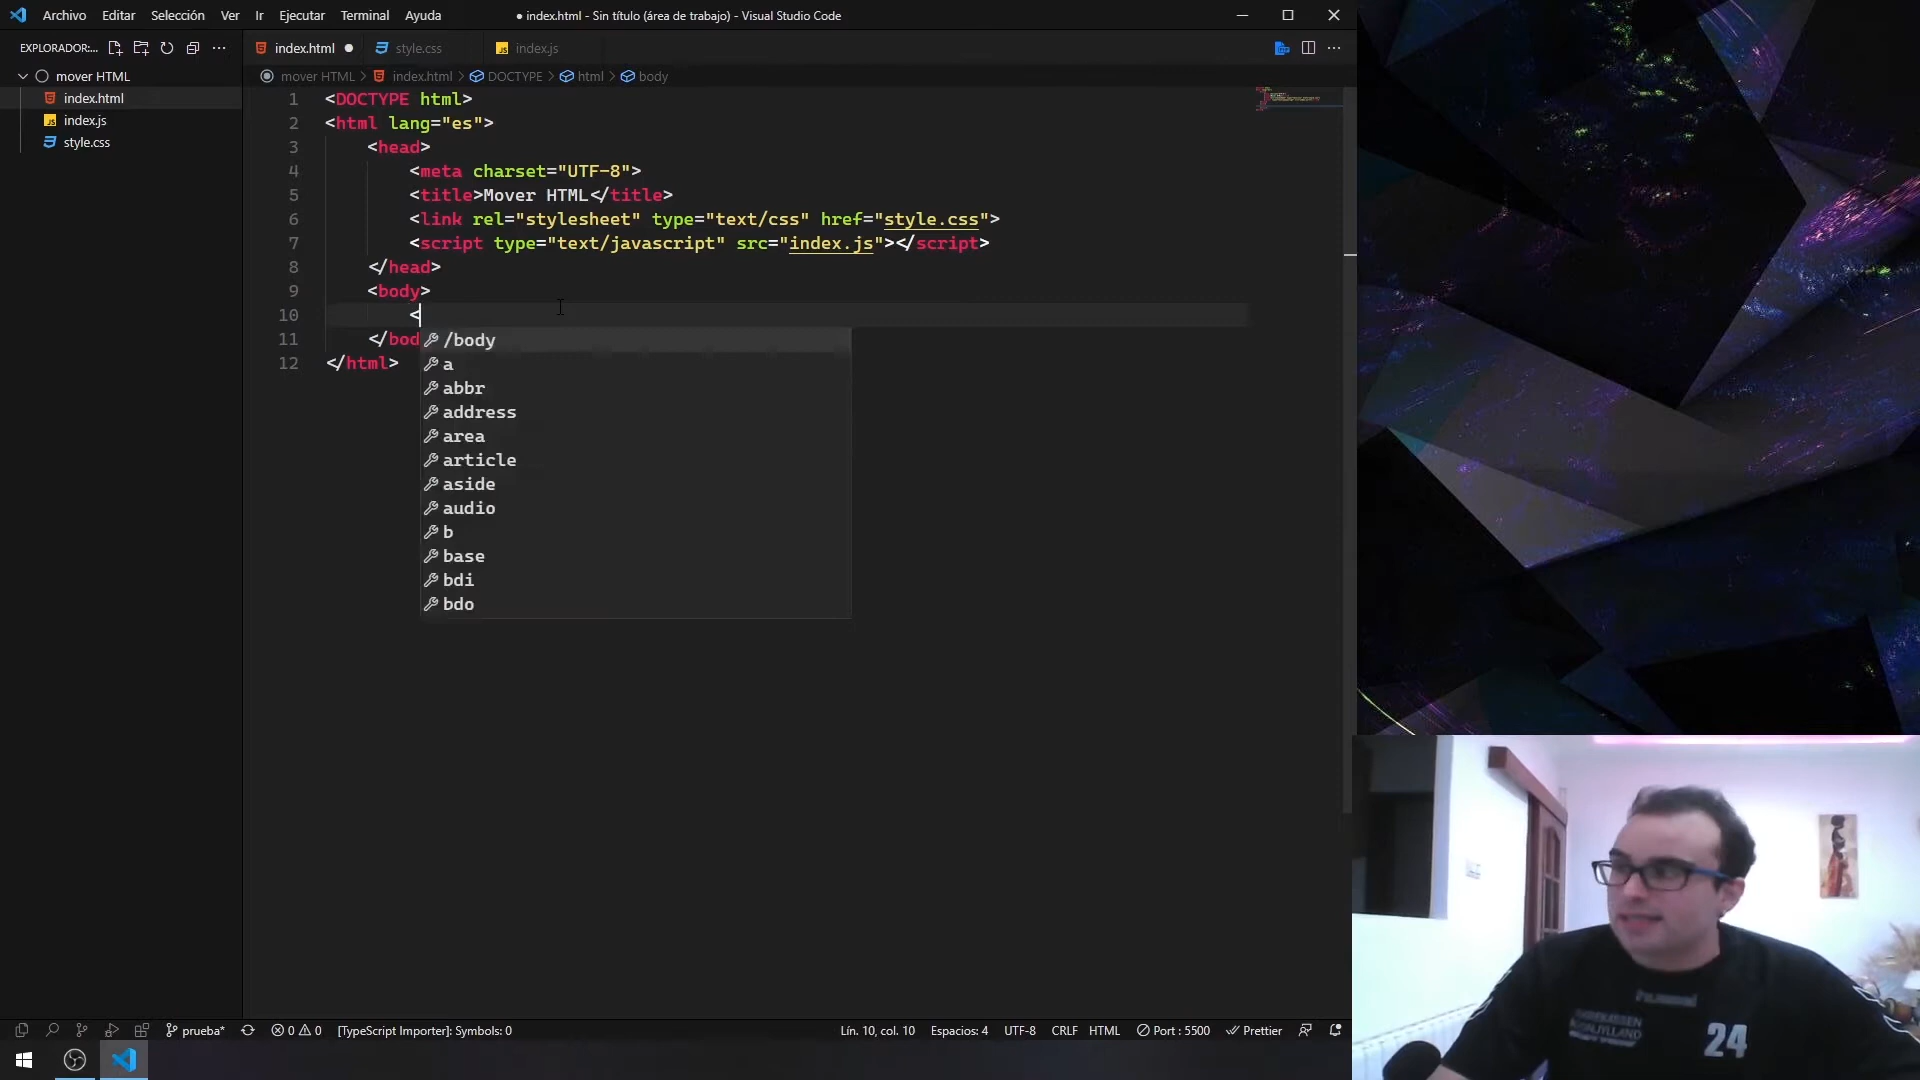 Archivo Editar Selección Ver Ir Ejecutar Terminal Ayuda
● index.html - Sin título (área de trabajo) - Visual Studio Code
EXPLORADOR:...
mover HTML
index.html
index.js
style.css
index.html ● style.css index.js
mover HTML > index.html > DOCTYPE > html > body
1 <DOCTYPE html>
2 <html lang="es">
3 <head>
4 <meta charset="UTF-8">
5 <title>Mover HTML</title>
6 <link rel="stylesheet" type="text/css" href="style.css">
7 <script type="text/javascript" src="index.js"></script>
8 </head>
9 <body>
10 <
11 </bod
12 </html>
/body
a
abbr
address
area
article
aside
audio
b
base
bdi
bdo
24
prueba* 0 0 [TypeScript Importer]: Symbols: 0
Lín. 10, col. 10 Espacios: 4 UTF-8 CRLF HTML Port : 5500 Prettier